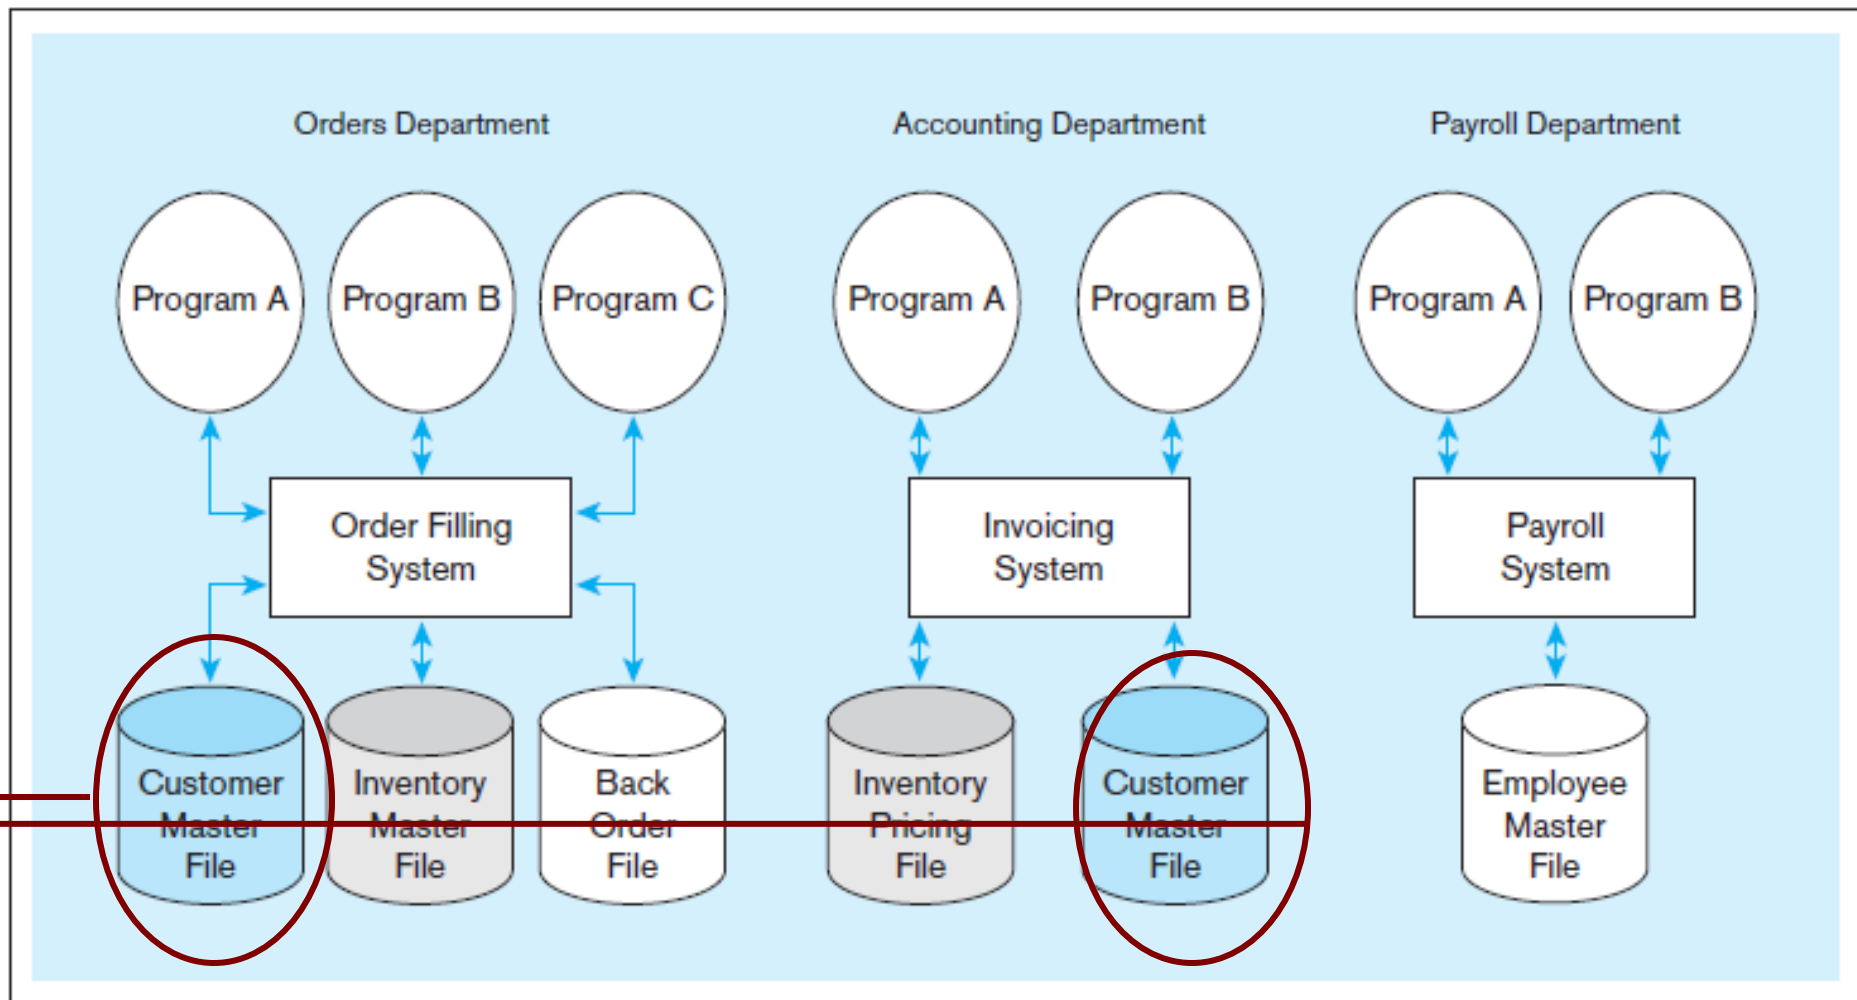 Orders Department
Accounting Department
Payroll Department
Program A
Program B
Program C
Program A
Program B
Program A
Program B
Order Filling
System
Invoicing
System
Payroll
System
Customer
Master
File
Inventory
Master
File
Back
Order
File
Inventory
Pricing
File
Customer
Master
File
Employee
Master
File